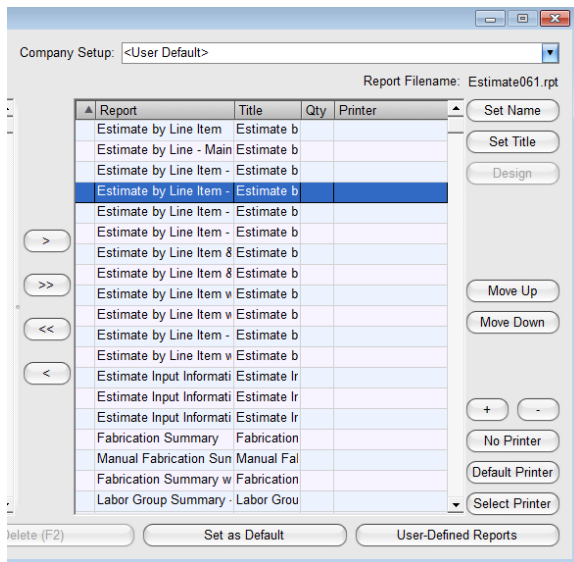 Company Setup: <User Default>
Report Filename: Estimate061.rpt
Report Title Qty Printer
Estimate by Line Item Estimate b
Estimate by Line - Main Estimate b
Estimate by Line Item - Estimate b
Estimate by Line Item - Estimate b
Estimate by Line Item - Estimate b
Estimate by Line Item - Estimate b
Estimate by Line Item & Estimate b
Estimate by Line Item & Estimate b
Estimate by Line Item w Estimate b
Estimate by Line Item w Estimate b
Estimate by Line Item - Estimate b
Estimate by Line Item w Estimate b
Estimate Input Informati Estimate Ir
Estimate Input Informati Estimate Ir
Estimate Input Informati Estimate Ir
Fabrication Summary Fabrication
Manual Fabrication Sum Manual Fal
Fabrication Summary w Fabrication
Labor Group Summary - Labor Grou
>
>>
<<
<
Set Name
Set Title
Design
Move Up
Move Down
+ -
No Printer
Default Printer
Select Printer
Delete (F2) Set as Default User-Defined Reports